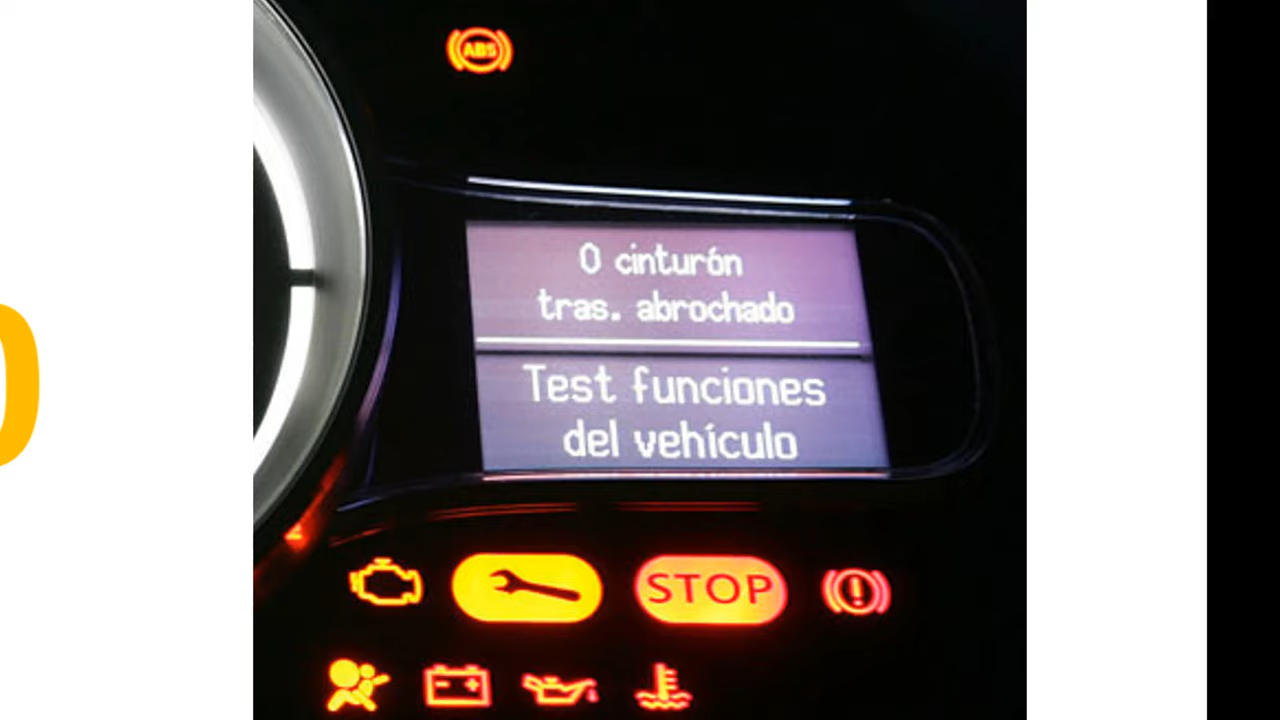 ABS
0 cinturón
tras. abrochado
Test funciones
del vehículo
STOP